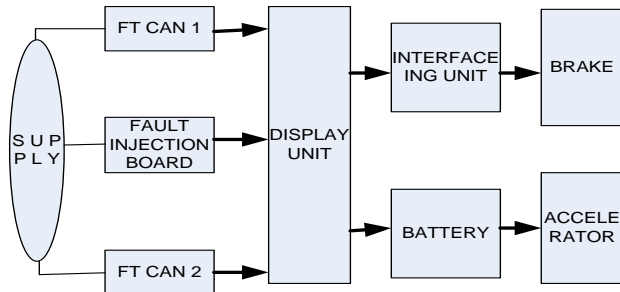 FT CAN 1
S U P
P L Y
FAULT
INJECTION
BOARD
FT CAN 2
DISPLAY
UNIT
INTERFACE
ING UNIT
BRAKE
BATTERY
ACCELE
RATOR